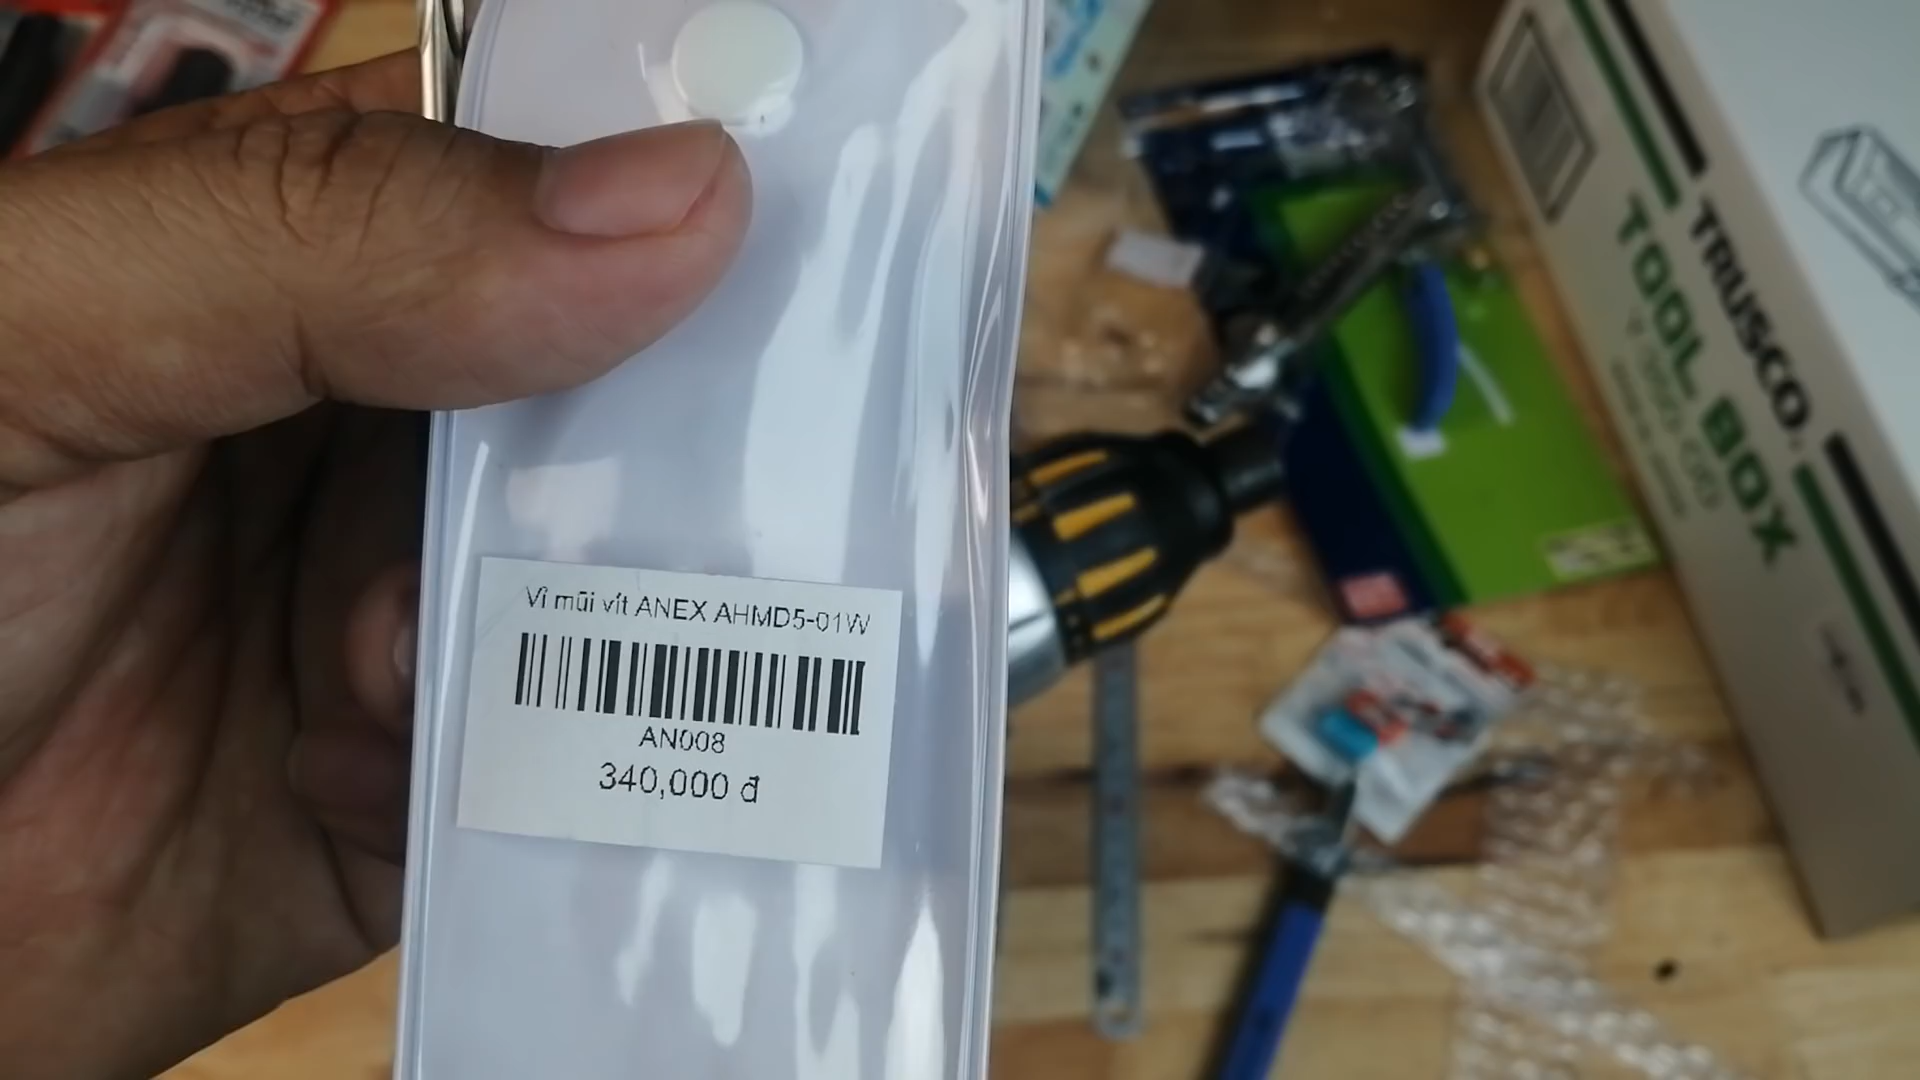 Vỉ mũi vít ANEX AHMD5-01W
AN008
340,000 đ
TRUSCO
TOOL BOX